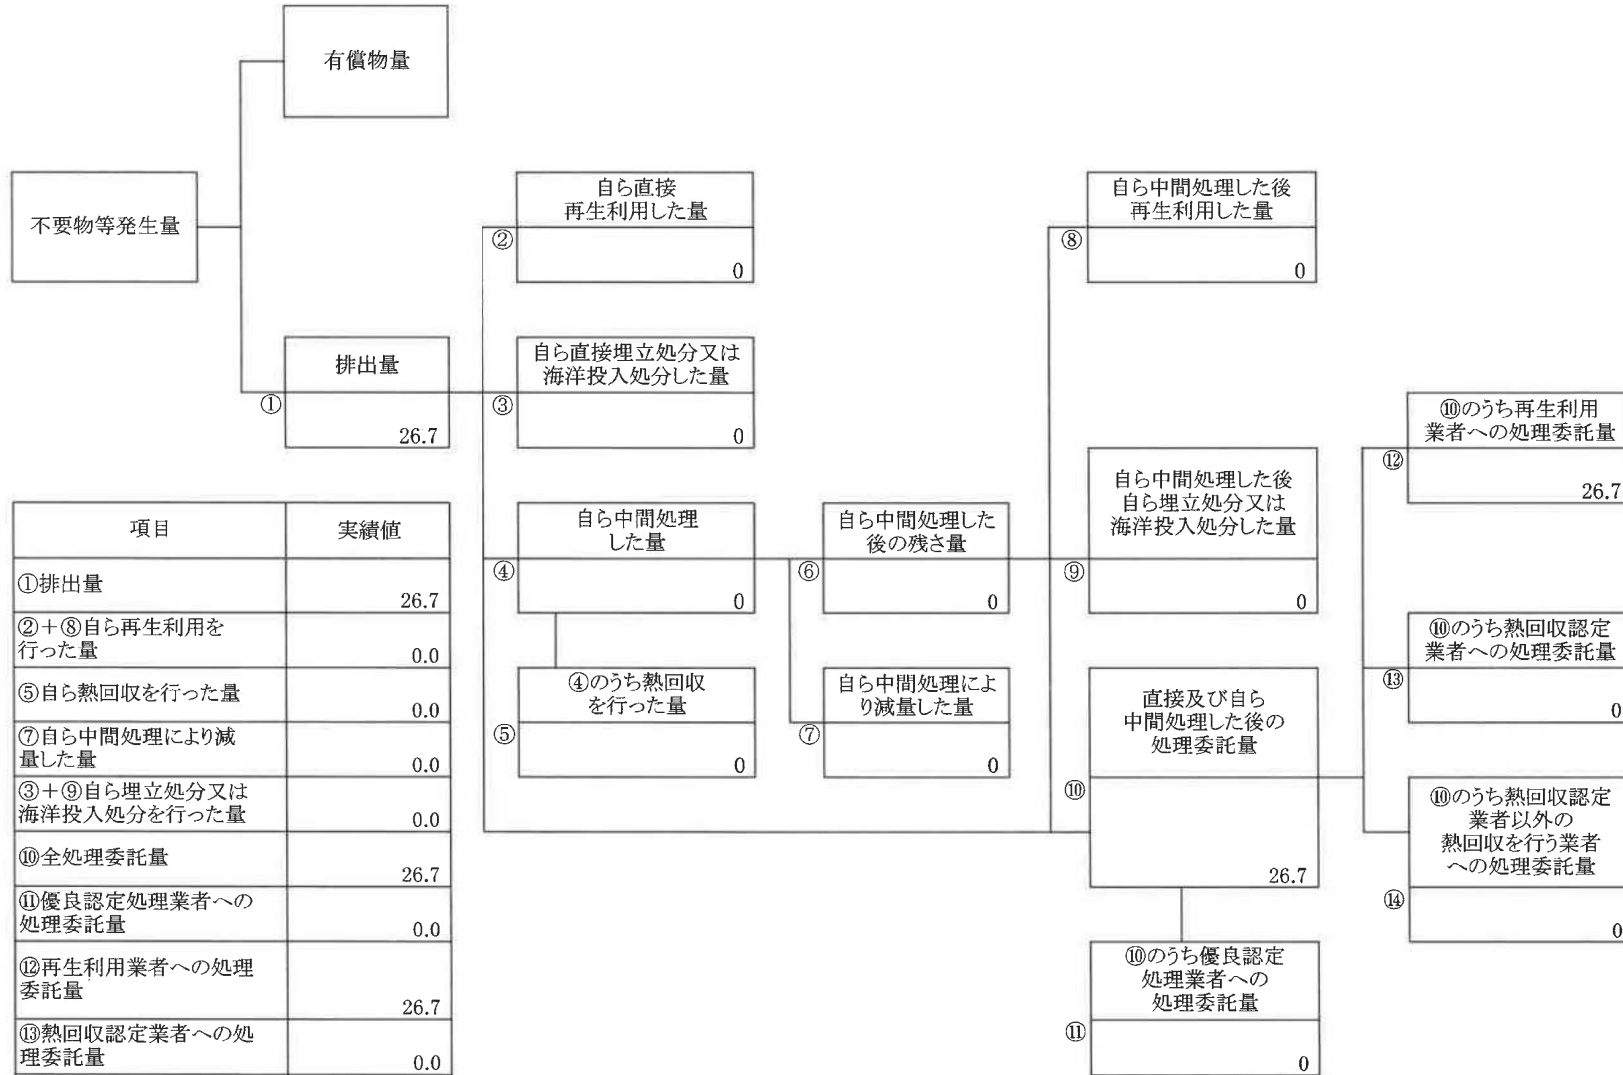 有償物量
不要物等発生量
自ら直接
再生利用した量
②
0
自ら中間処理した後
再生利用した量
⑧
0
排出量
①
26.7
自ら直接埋立処分又は
海洋投入処分した量
③
0
⑩のうち再生利用
業者への処理委託量
⑫
26.7
自ら中間処理
した量
④
0
自ら中間処理した
後の残さ量
⑥
0
自ら中間処理した後
自ら埋立処分又は
海洋投入処分した量
⑨
0
⑩のうち熱回収認定
業者への処理委託量
⑬
0
④のうち熱回収
を行った量
⑤
0
自ら中間処理によ
り減量した量
⑦
0
直接及び自ら
中間処理した後の
処理委託量
⑩
26.7
⑩のうち熱回収認定
業者以外の
熱回収を行う業者
への処理委託量
⑭
0
⑩のうち優良認定
処理業者への
処理委託量
⑪
0
項目 実績値
①排出量 26.7
②+⑧自ら再生利用を
行った量 0.0
⑤自ら熱回収を行った量 0.0
⑦自ら中間処理により減
量した量 0.0
③+⑨自ら埋立処分又は
海洋投入処分を行った量 0.0
⑩全処理委託量 26.7
⑪優良認定処理業者への
処理委託量 0.0
⑫再生利用業者への処理
委託量 26.7
⑬熱回収認定業者への処
理委託量 0.0